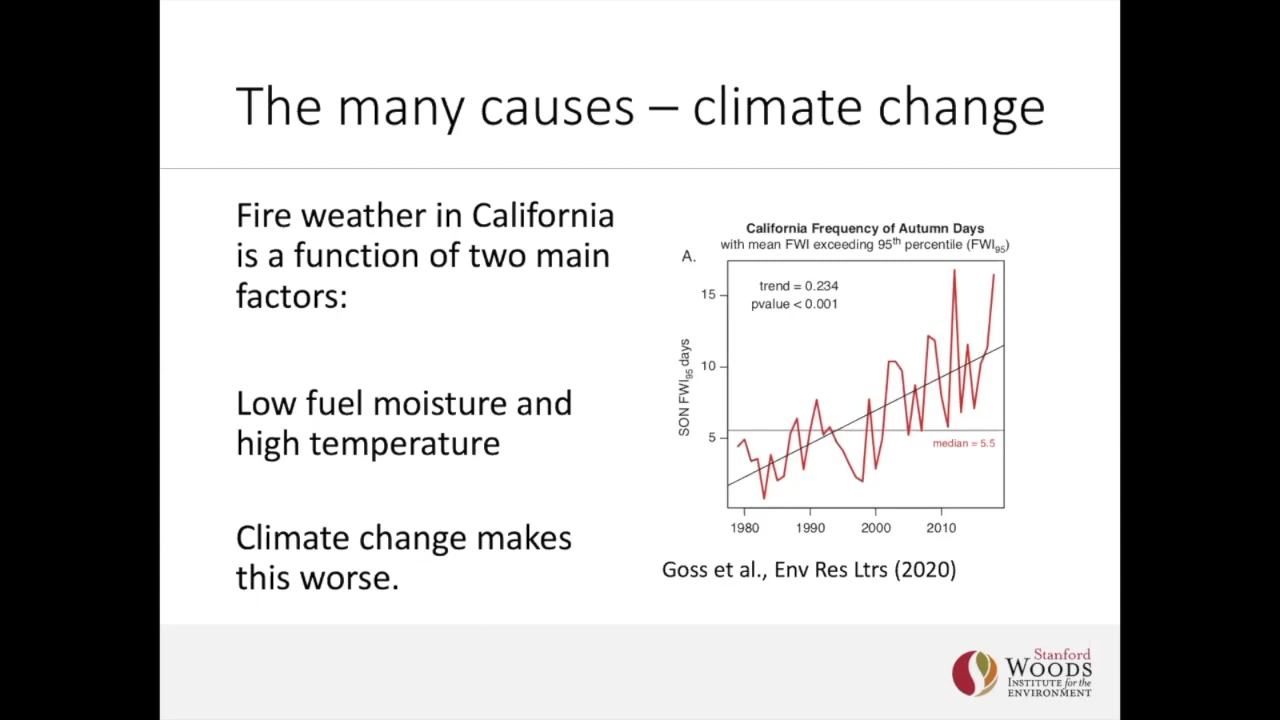 The many causes – climate change
Fire weather in California
is a function of two main
factors:
Low fuel moisture and
high temperature
Climate change makes
this worse.
California Frequency of Autumn Days
with mean FWI exceeding 95th percentile (FWI95)
A.
trend = 0.234
pvalue < 0.001
SON FWI95 days
15
10
5
median = 5.5
1980 1990 2000 2010
Goss et al., Env Res Ltrs (2020)
Stanford
WOODS
INSTITUTE for the
ENVIRONMENT